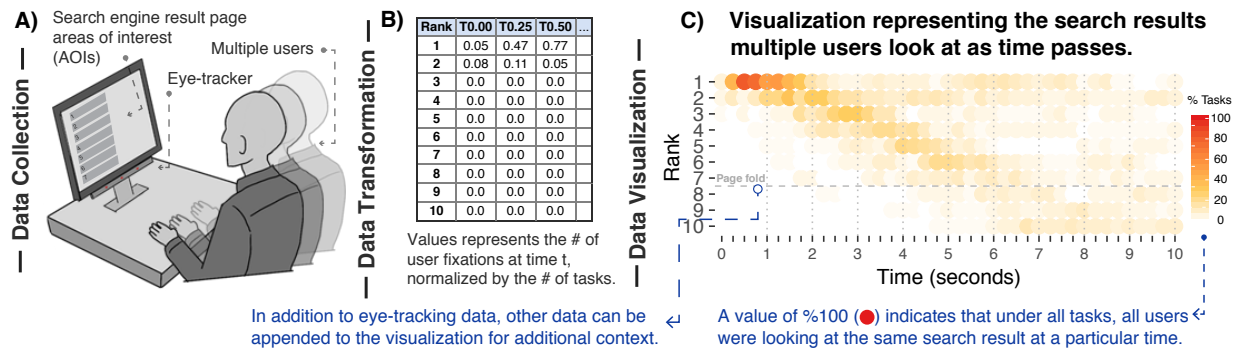 A)
Search engine result page
areas of interest
(AOIs)
Multiple users
Eye-tracker
Data Collection
Data Transformation
B)
Rank T0.00 T0.25 T0.50 ...
1 0.05 0.47 0.77
2 0.08 0.11 0.05
3 0.0 0.0 0.0
4 0.0 0.0 0.0
5 0.0 0.0 0.0
6 0.0 0.0 0.0
7 0.0 0.0 0.0
8 0.0 0.0 0.0
9 0.0 0.0 0.0
10 0.0 0.0 0.0
Values represents the # of
user fixations at time t,
normalized by the # of tasks.
Data Visualization
C)
Visualization representing the search results
multiple users look at as time passes.
Rank
1
2
3
4
5
6
7
8
9
10
Page fold
0 1 2 3 4 5 6 7 8 9 10
Time (seconds)
% Tasks
100
80
60
40
20
0
In addition to eye-tracking data, other data can be
appended to the visualization for additional context.
A value of %100 ( ) indicates that under all tasks, all users
were looking at the same search result at a particular time.